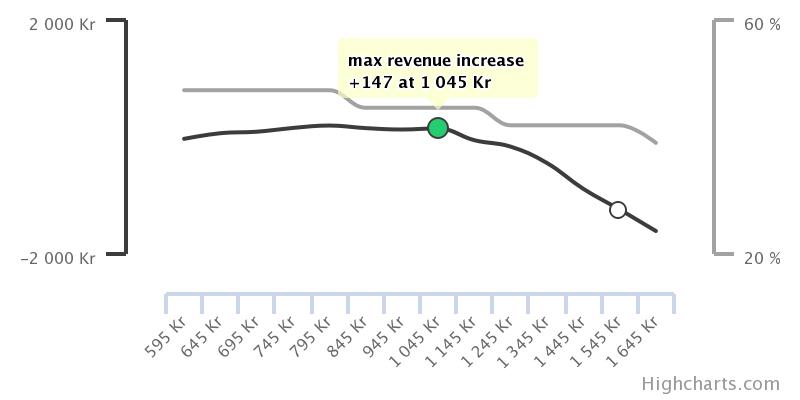 2 000 Kr
60 %
max revenue increase
+147 at 1 045 Kr
−2 000 Kr
20 %
595 Kr
645 Kr
695 Kr
745 Kr
795 Kr
845 Kr
945 Kr
1 045 Kr
1 145 Kr
1 245 Kr
1 345 Kr
1 445 Kr
1 545 Kr
1 645 Kr
Highcharts.com